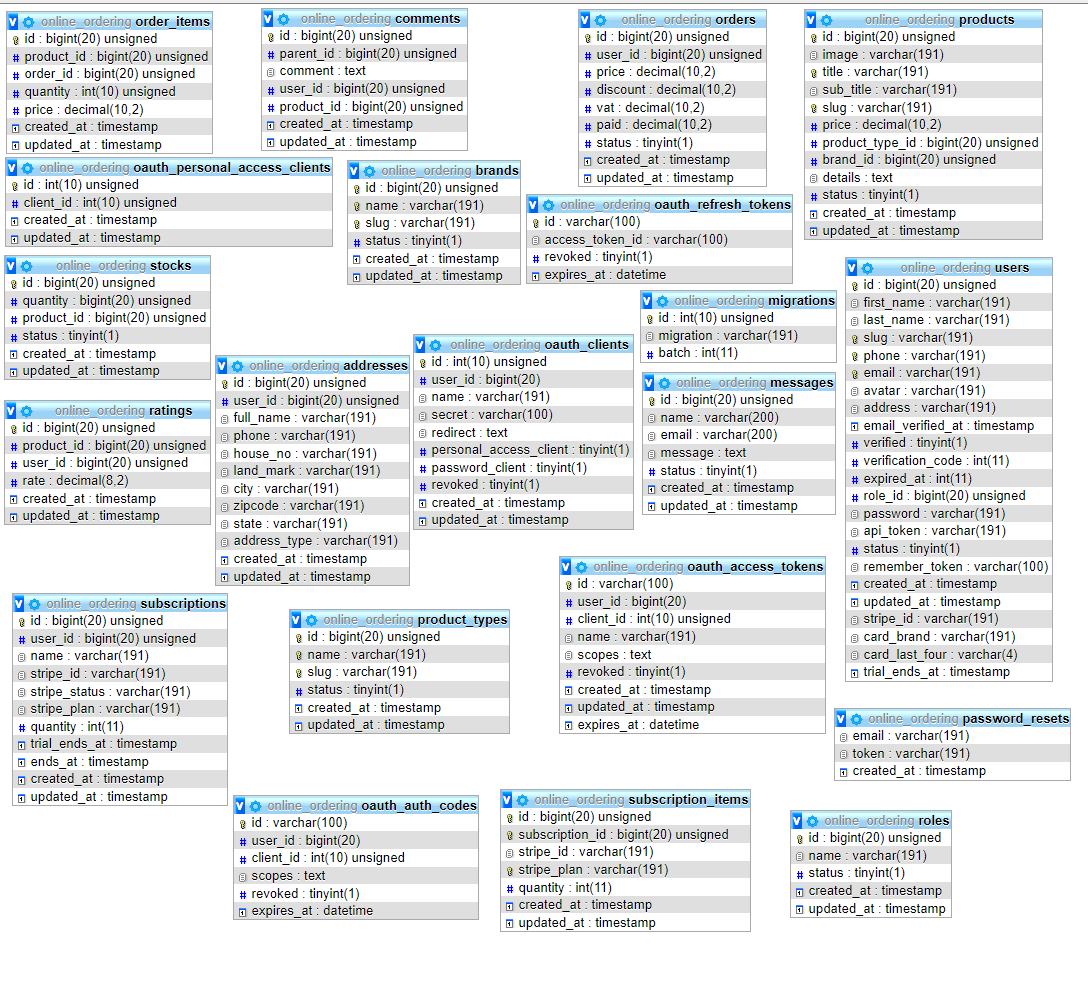 online_ordering order_items
id : bigint(20) unsigned
product_id : bigint(20) unsigned
order_id : bigint(20) unsigned
quantity : int(10) unsigned
price : decimal(10,2)
created_at : timestamp
updated_at : timestamp
online_ordering comments
id : bigint(20) unsigned
parent_id : bigint(20) unsigned
comment : text
user_id : bigint(20) unsigned
product_id : bigint(20) unsigned
created_at : timestamp
updated_at : timestamp
online_ordering orders
id : bigint(20) unsigned
user_id : bigint(20) unsigned
price : decimal(10,2)
discount : decimal(10,2)
vat : decimal(10,2)
paid : decimal(10,2)
status : tinyint(1)
created_at : timestamp
updated_at : timestamp
online_ordering products
id : bigint(20) unsigned
image : varchar(191)
title : varchar(191)
sub_title : varchar(191)
slug : varchar(191)
price : decimal(10,2)
product_type_id : bigint(20) unsigned
brand_id : bigint(20) unsigned
details : text
status : tinyint(1)
created_at : timestamp
updated_at : timestamp
online_ordering oauth_personal_access_clients
id : int(10) unsigned
client_id : int(10) unsigned
created_at : timestamp
updated_at : timestamp
online_ordering brands
id : bigint(20) unsigned
name : varchar(191)
slug : varchar(191)
status : tinyint(1)
created_at : timestamp
updated_at : timestamp
online_ordering oauth_refresh_tokens
id : varchar(100)
access_token_id : varchar(100)
revoked : tinyint(1)
expires_at : datetime
online_ordering stocks
id : bigint(20) unsigned
quantity : bigint(20) unsigned
product_id : bigint(20) unsigned
status : tinyint(1)
created_at : timestamp
updated_at : timestamp
online_ordering users
id : bigint(20) unsigned
first_name : varchar(191)
last_name : varchar(191)
slug : varchar(191)
phone : varchar(191)
email : varchar(191)
avatar : varchar(191)
address : varchar(191)
email_verified_at : timestamp
verified : tinyint(1)
verification_code : int(11)
expired_at : int(11)
role_id : bigint(20) unsigned
password : varchar(191)
api_token : varchar(191)
status : tinyint(1)
remember_token : varchar(100)
created_at : timestamp
updated_at : timestamp
stripe_id : varchar(191)
card_brand : varchar(191)
card_last_four : varchar(4)
trial_ends_at : timestamp
online_ordering migrations
id : int(10) unsigned
migration : varchar(191)
batch : int(11)
online_ordering addresses
id : bigint(20) unsigned
user_id : bigint(20) unsigned
full_name : varchar(191)
phone : varchar(191)
house_no : varchar(191)
land_mark : varchar(191)
city : varchar(191)
zipcode : varchar(191)
state : varchar(191)
address_type : varchar(191)
created_at : timestamp
updated_at : timestamp
online_ordering oauth_clients
id : int(10) unsigned
user_id : bigint(20)
name : varchar(191)
secret : varchar(100)
redirect : text
personal_access_client : tinyint(1)
password_client : tinyint(1)
revoked : tinyint(1)
created_at : timestamp
updated_at : timestamp
online_ordering messages
id : bigint(20) unsigned
name : varchar(200)
email : varchar(200)
message : text
status : tinyint(1)
created_at : timestamp
updated_at : timestamp
online_ordering ratings
id : bigint(20) unsigned
product_id : bigint(20) unsigned
user_id : bigint(20) unsigned
rate : decimal(8,2)
created_at : timestamp
updated_at : timestamp
online_ordering oauth_access_tokens
id : varchar(100)
user_id : bigint(20)
client_id : int(10) unsigned
name : varchar(191)
scopes : text
revoked : tinyint(1)
created_at : timestamp
updated_at : timestamp
expires_at : datetime
online_ordering subscriptions
id : bigint(20) unsigned
user_id : bigint(20) unsigned
name : varchar(191)
stripe_id : varchar(191)
stripe_status : varchar(191)
stripe_plan : varchar(191)
quantity : int(11)
trial_ends_at : timestamp
ends_at : timestamp
created_at : timestamp
updated_at : timestamp
online_ordering product_types
id : bigint(20) unsigned
name : varchar(191)
slug : varchar(191)
status : tinyint(1)
created_at : timestamp
updated_at : timestamp
online_ordering password_resets
email : varchar(191)
token : varchar(191)
created_at : timestamp
online_ordering oauth_auth_codes
id : varchar(100)
user_id : bigint(20)
client_id : int(10) unsigned
scopes : text
revoked : tinyint(1)
expires_at : datetime
online_ordering subscription_items
id : bigint(20) unsigned
subscription_id : bigint(20) unsigned
stripe_id : varchar(191)
stripe_plan : varchar(191)
quantity : int(11)
created_at : timestamp
updated_at : timestamp
online_ordering roles
id : bigint(20) unsigned
name : varchar(191)
status : tinyint(1)
created_at : timestamp
updated_at : timestamp